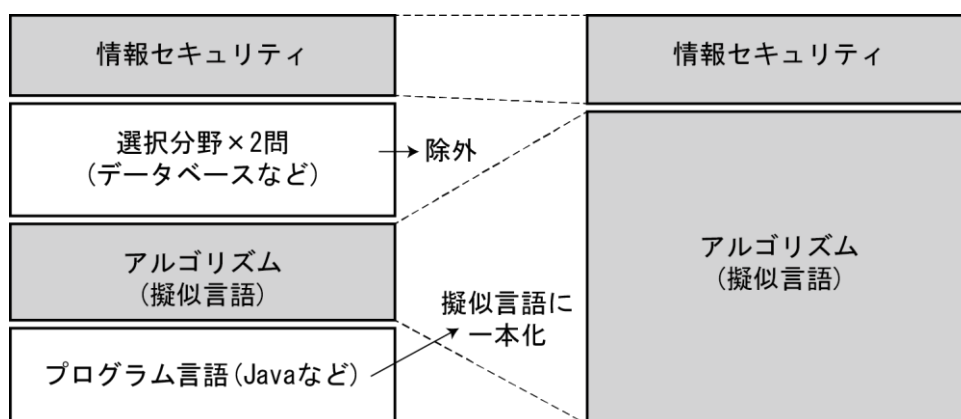 情報セキュリティ
情報セキュリティ
選択分野×2問
(データベースなど)
除外
アルゴリズム
(擬似言語)
アルゴリズム
(擬似言語)
擬似言語に
一本化
プログラム言語(Javaなど)